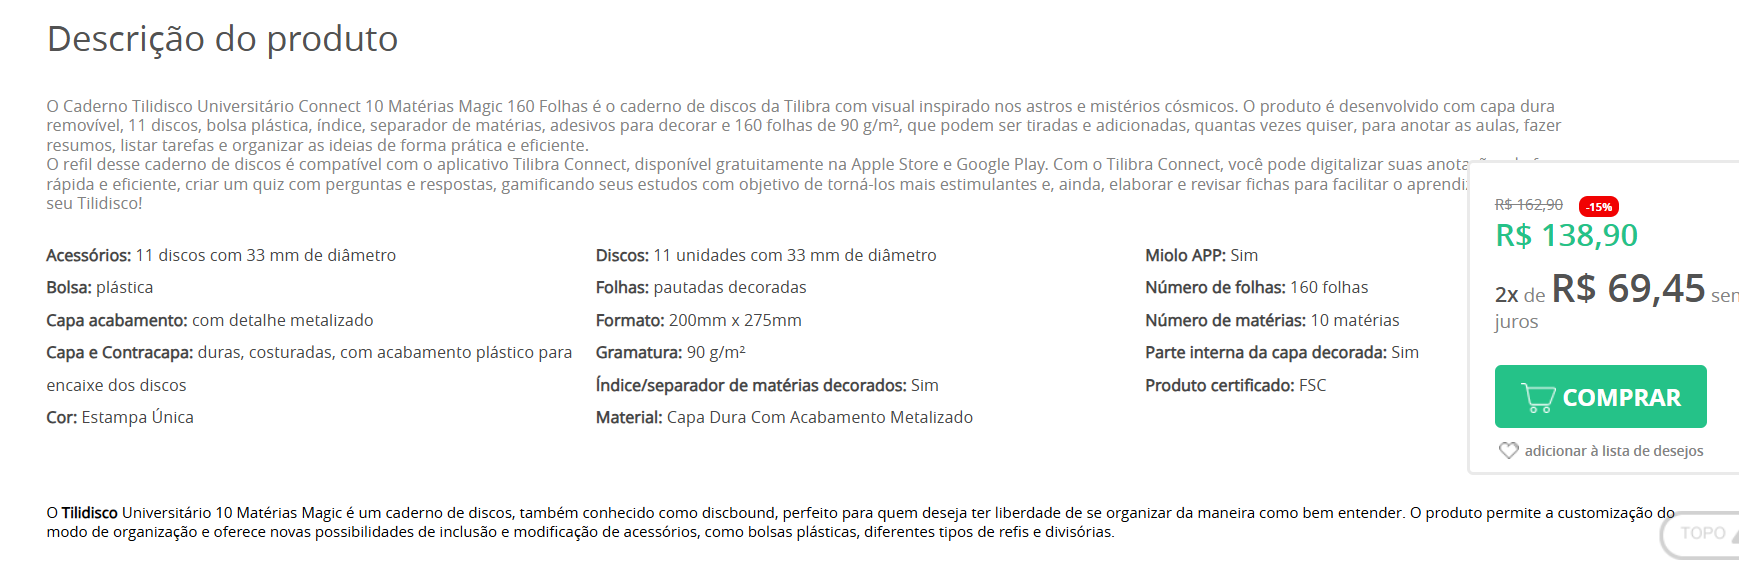 Descrição do produto
O Caderno Tilidisco Universitário Connect 10 Matérias Magic 160 Folhas é o caderno de discos da Tilibra com visual inspirado nos astros e mistérios cósmicos. O produto é desenvolvido com capa dura
removível, 11 discos, bolsa plástica, índice, separador de matérias, adesivos para decorar e 160 folhas de 90 g/m², que podem ser tiradas e adicionadas, quantas vezes quiser, para anotar as aulas, fazer
resumos, listar tarefas e organizar as ideias de forma prática e eficiente.
O refil desse caderno de discos é compatível com o aplicativo Tilibra Connect, disponível gratuitamente na Apple Store e Google Play. Com o Tilibra Connect, você pode digitalizar suas
rápida e eficiente, criar um quiz com perguntas e respostas, gamificando seus estudos com objetivo de torná-los mais estimulantes e, ainda, elaborar e revisar fichas para facilitar o
seu Tilidisco!
Acessórios: 11 discos com 33 mm de diâmetro
Bolsa: plástica
Capa acabamento: com detalhe metalizado
Capa e Contracapa: duras, costuradas, com acabamento plástico para
encaixe dos discos
Cor: Estampa Única
Discos: 11 unidades com 33 mm de diâmetro
Folhas: pautadas decoradas
Formato: 200mm x 275mm
Gramatura: 90 g/m²
Índice/separador de matérias decorados: Sim
Material: Capa Dura Com Acabamento Metalizado
Miolo APP: Sim
Número de folhas: 160 folhas
Número de matérias: 10 matérias
Parte interna da capa decorada: Sim
Produto certificado: FSC
R$ 162,90 -15%
R$ 138,90
2x de R$ 69,45
juros
COMPRAR
adicionar à lista de desejos
O Tilidisco Universitário 10 Matérias Magic é um caderno de discos, também conhecido como discbound, perfeito para quem deseja ter liberdade de se organizar da maneira como bem entender. O produto permite a customização do
modo de organização e oferece novas possibilidades de inclusão e modificação de acessórios, como bolsas plásticas, diferentes tipos de refis e divisórias.
TOPO